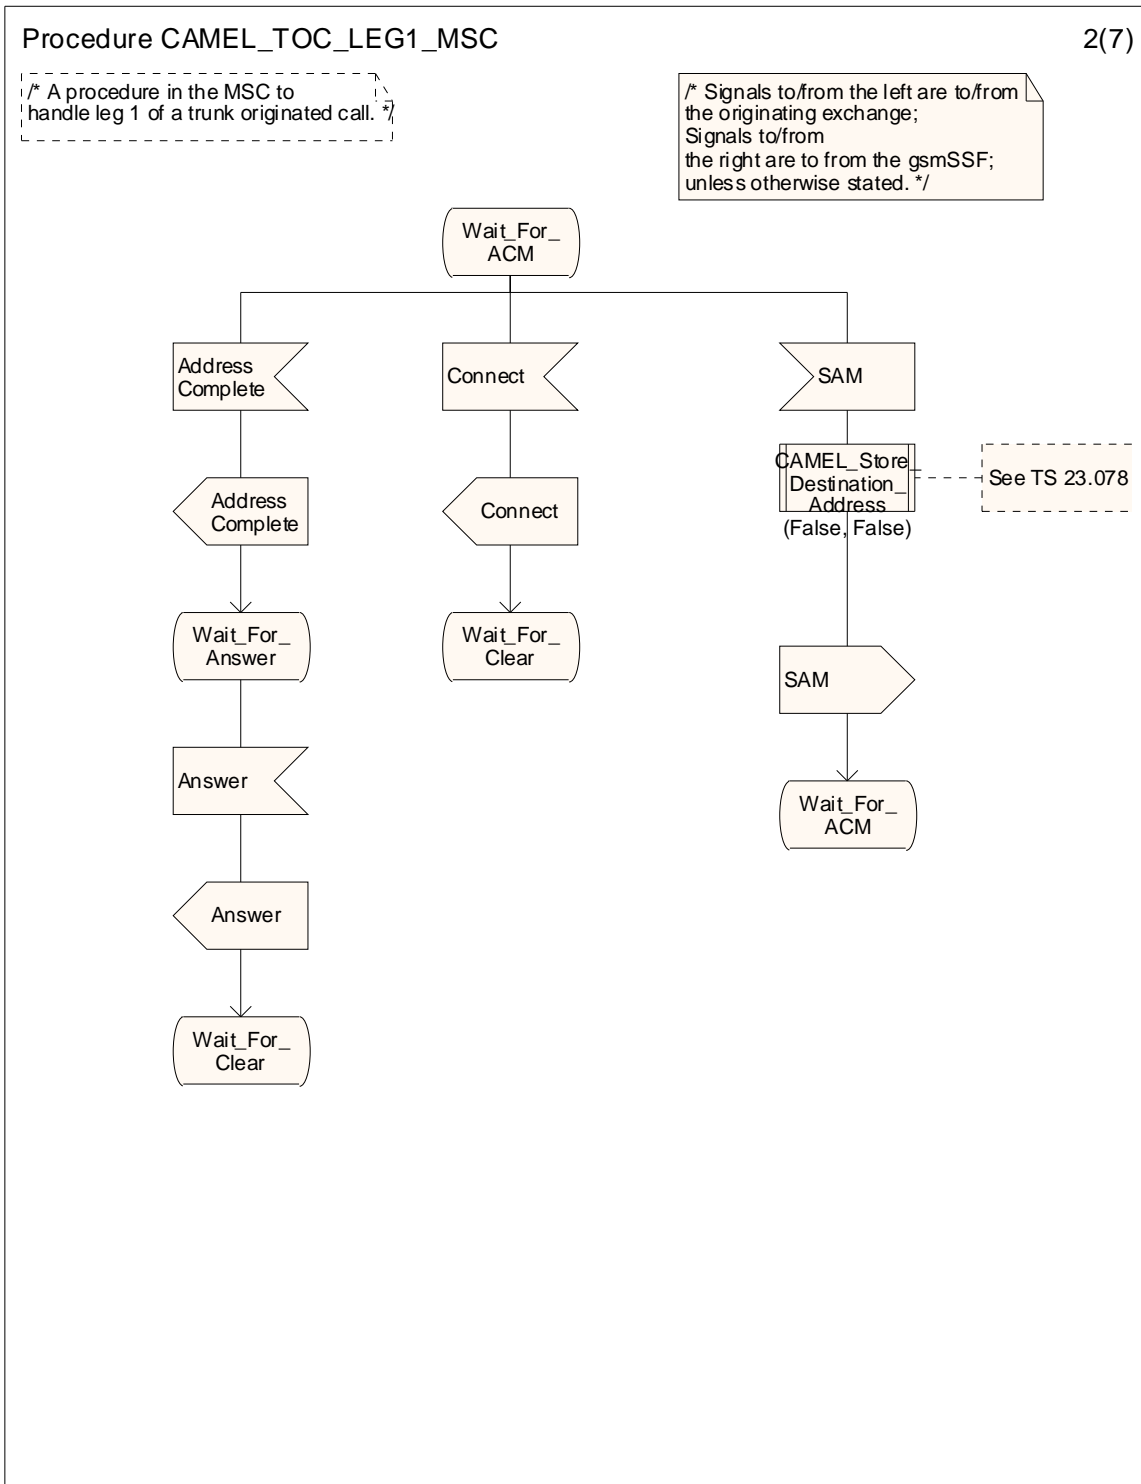 Procedure CAMEL_TOC_LEG1_MSC
2(7)
/* A procedure in the MSC to
handle leg 1 of a trunk originated call. */
/* Signals to/from the left are to/from
the originating exchange;
Signals to/from
the right are to from the gsmSSF;
unless otherwise stated. */
Wait_For_
ACM
Address
Complete
Connect
SAM
Address
Complete
Connect
CAMEL_Store_
Destination_
Address
(False, False)
See TS 23.078
Wait_For_
Answer
Wait_For_
Clear
SAM
Answer
Wait_For_
ACM
Answer
Wait_For_
Clear